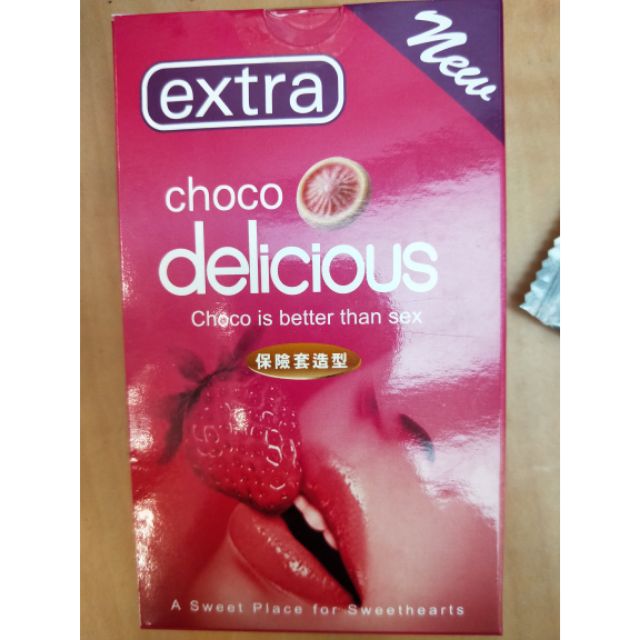 New
extra
choco
delicious
Choco is better than sex
保險套造型
A Sweet Place for Sweethearts